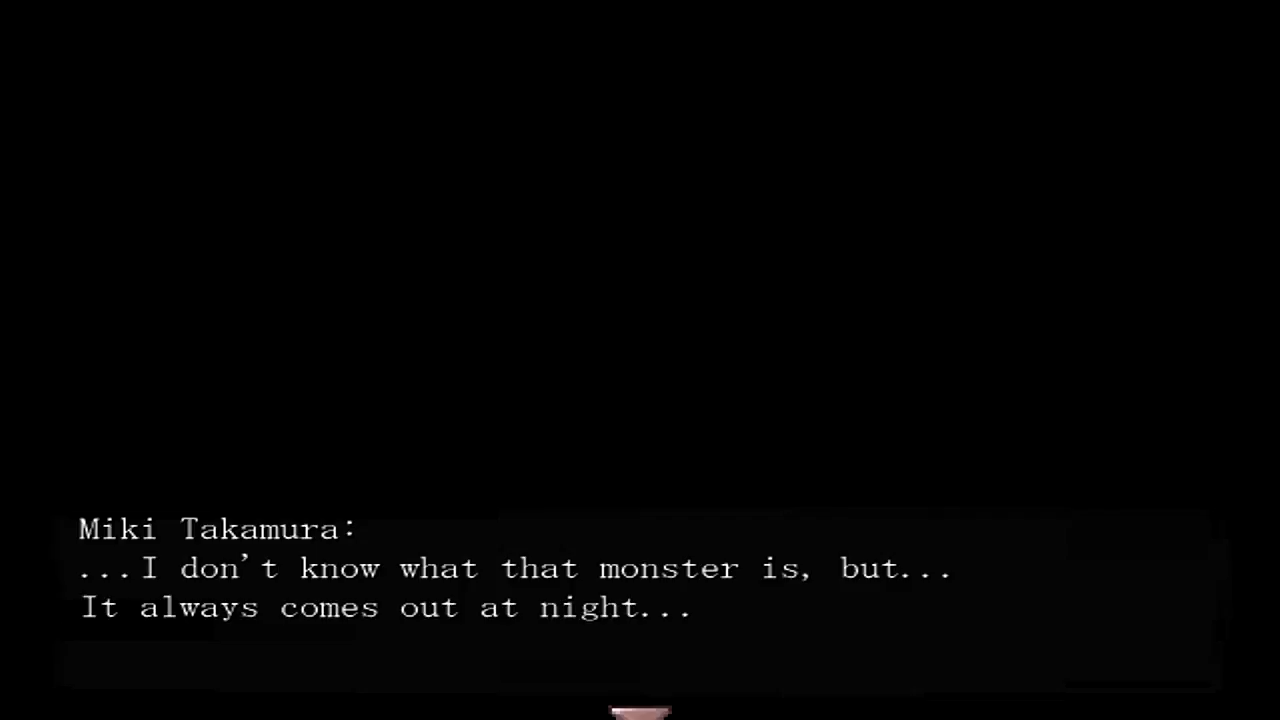 Miki Takamura:
...I don't know what that monster is, but...
It always comes out at night...